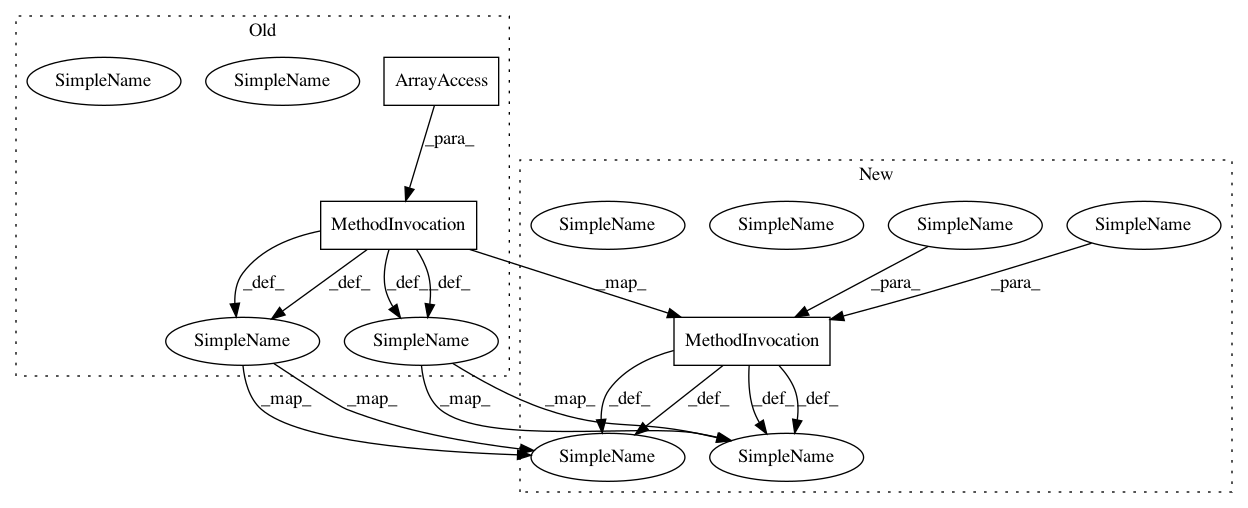 Old
SimpleName
SimpleName
ArrayAccess
_para_
New
MethodInvocation
SimpleName
SimpleName
SimpleName
SimpleName
_def_
_def_
_def_
_def_
_map_
_para_
_para_
SimpleName
SimpleName
MethodInvocation
_map_
_map_
_map_
_map_
_def_
_def_
_def_
_def_
SimpleName
SimpleName